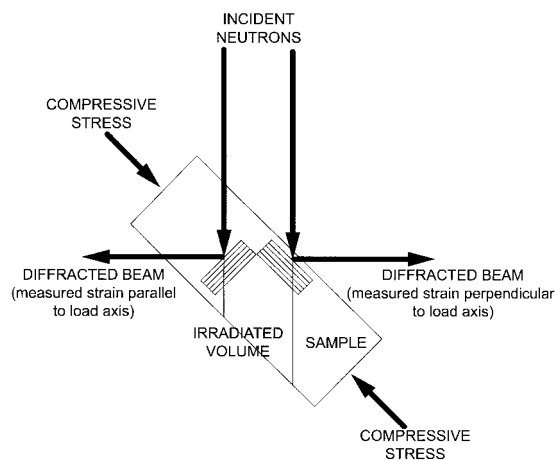 INCIDENT
NEUTRONS
COMPRESSIVE
STRESS
DIFFRACTED BEAM
(measured strain parallel
to load axis)
DIFFRACTED BEAM
(measured strain perpendicular
to load axis)
IRRADIATED
VOLUME
SAMPLE
COMPRESSIVE
STRESS